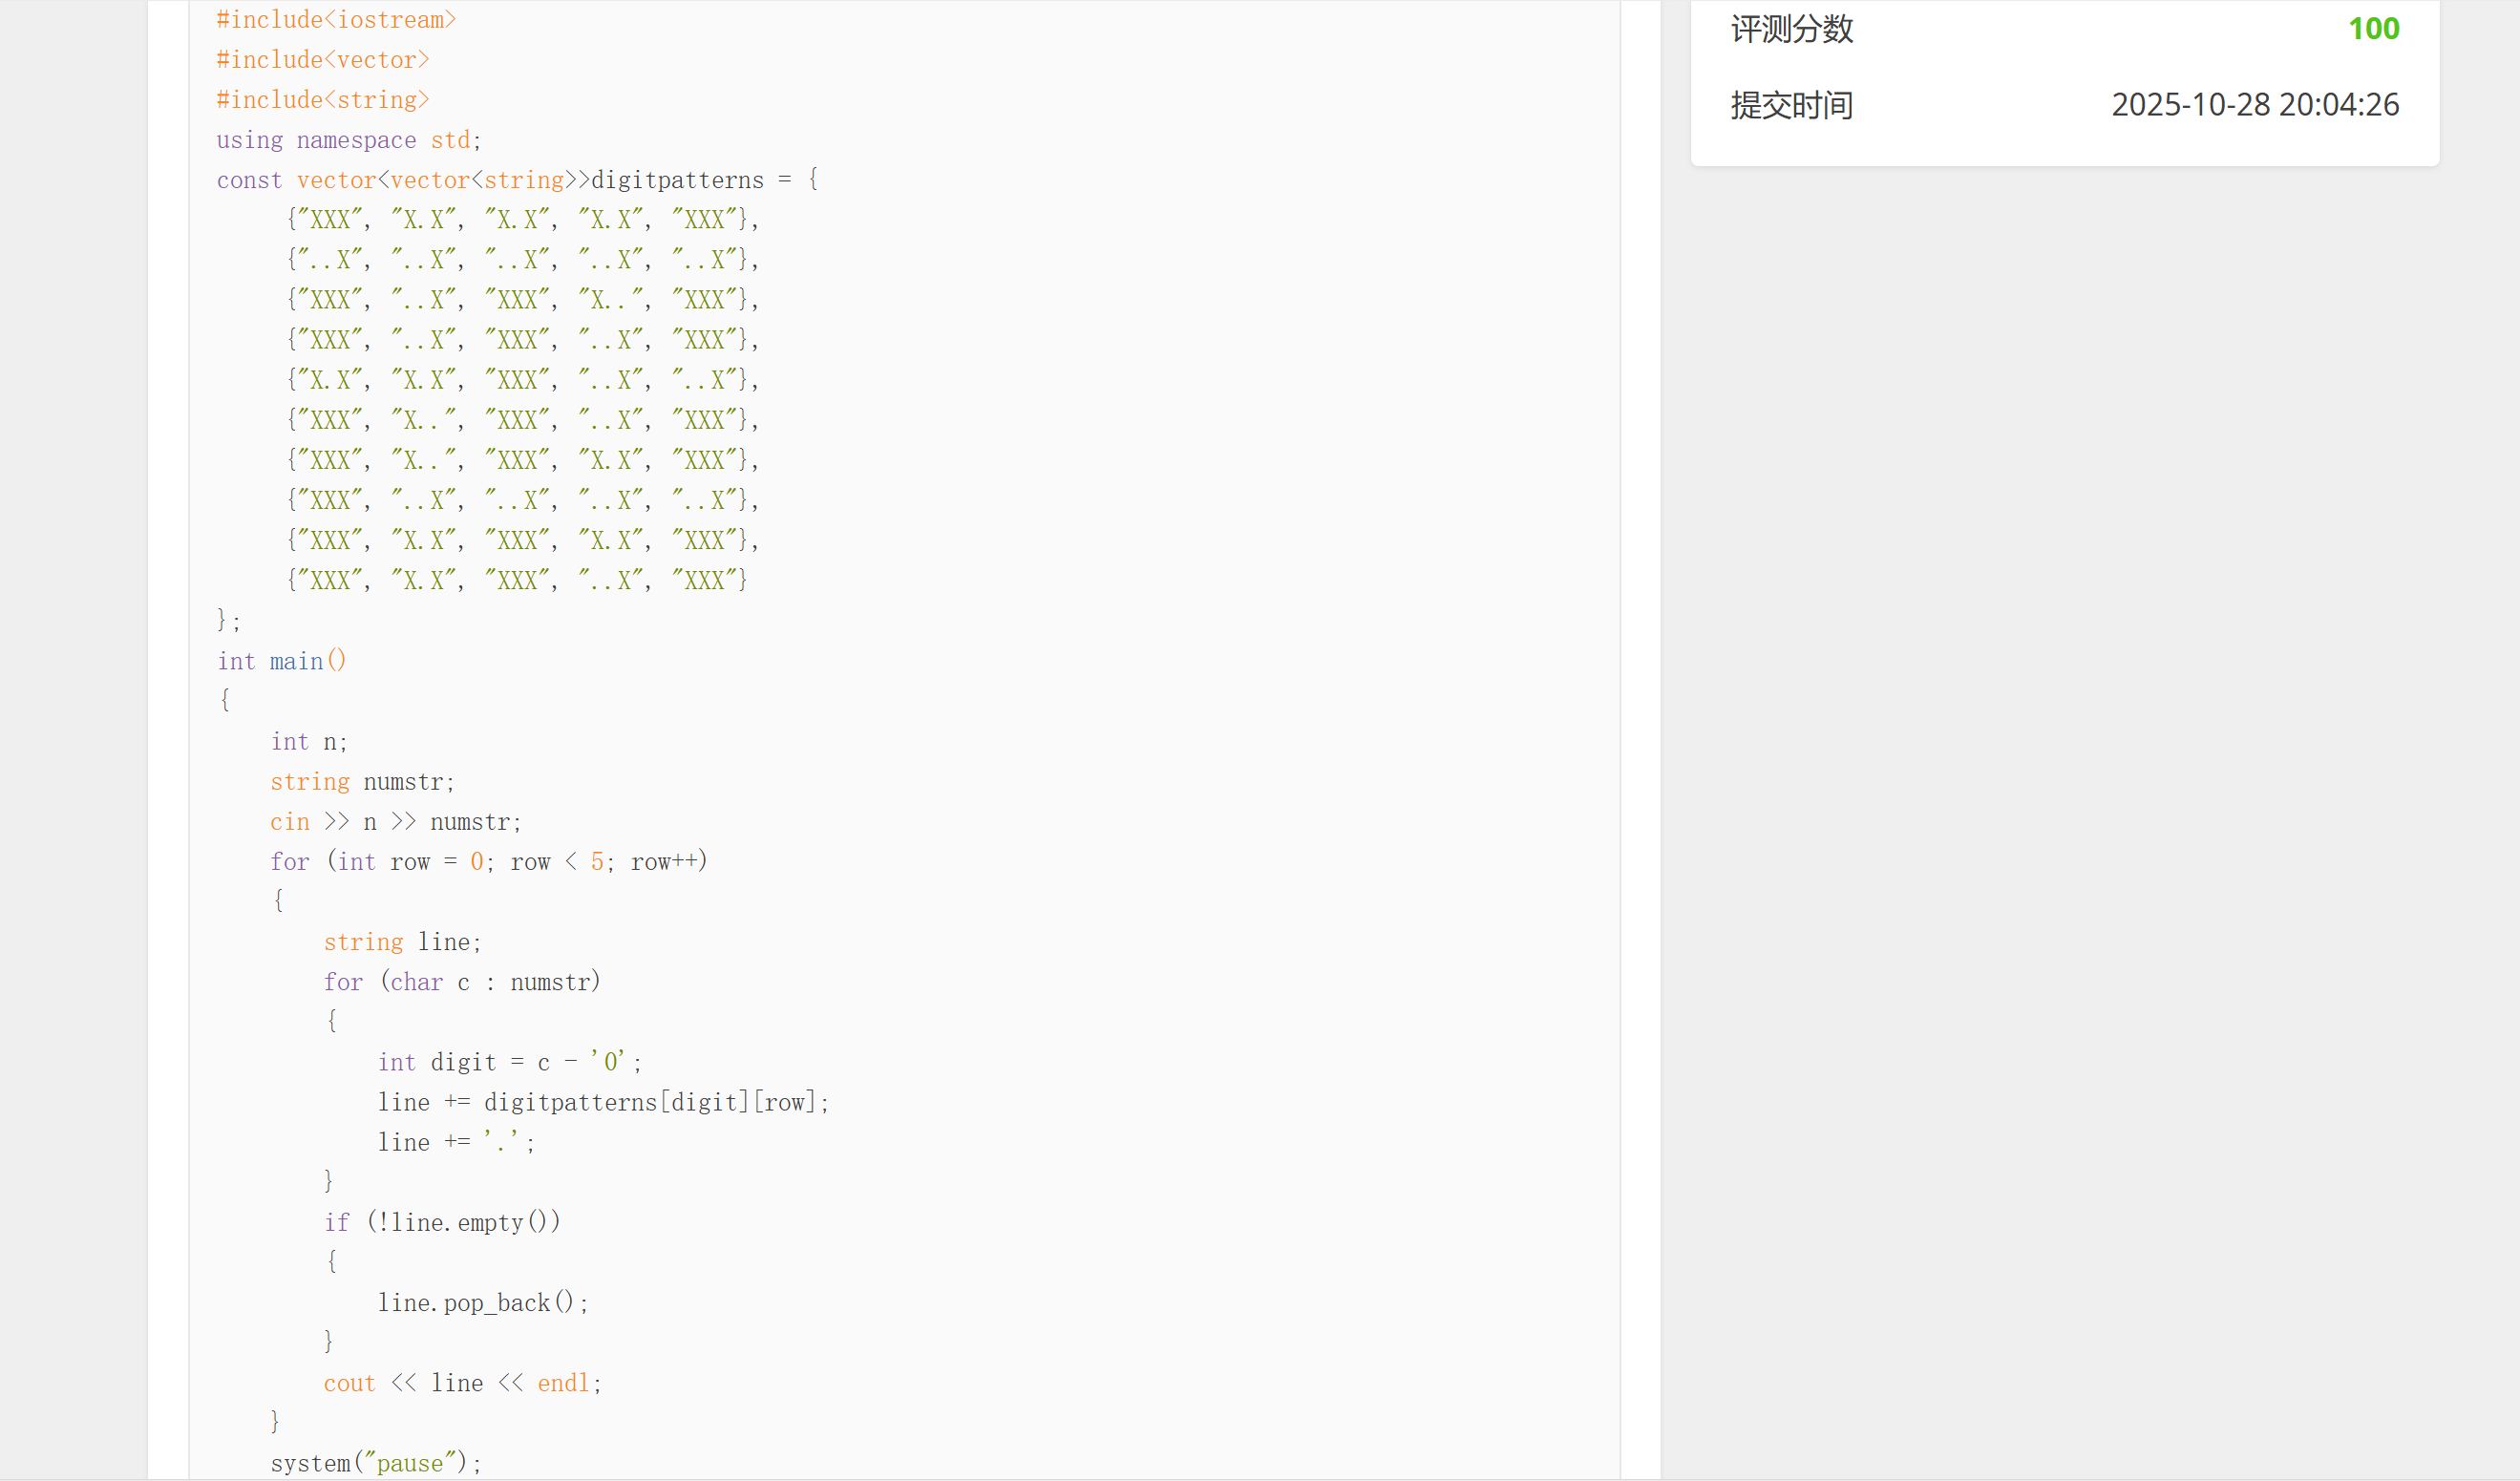 #include<iostream>
#include<vector>
#include<string>
using namespace std;
const vector<vector<string>>digitpatterns = {
     {"XXX", "X.X", "X.X", "X.X", "XXX"},
     {"..X", "..X", "..X", "..X", "..X"},
     {"XXX", "..X", "XXX", "X..", "XXX"},
     {"XXX", "..X", "XXX", "..X", "XXX"},
     {"X.X", "X.X", "XXX", "..X", "..X"},
     {"XXX", "X..", "XXX", "..X", "XXX"},
     {"XXX", "X..", "XXX", "X.X", "XXX"},
     {"XXX", "..X", "..X", "..X", "..X"},
     {"XXX", "X.X", "XXX", "X.X", "XXX"},
     {"XXX", "X.X", "XXX", "..X", "XXX"}
};
int main()
{
    int n;
    string numstr;
    cin >> n >> numstr;
    for (int row = 0; row < 5; row++)
    {
        string line;
        for (char c : numstr)
        {
            int digit = c - '0';
            line += digitpatterns[digit][row];
            line += '.';
        }
        if (!line.empty())
        {
            line.pop_back();
        }
        cout << line << endl;
    }
    system("pause");
评测分数 100
提交时间 2025-10-28 20:04:26